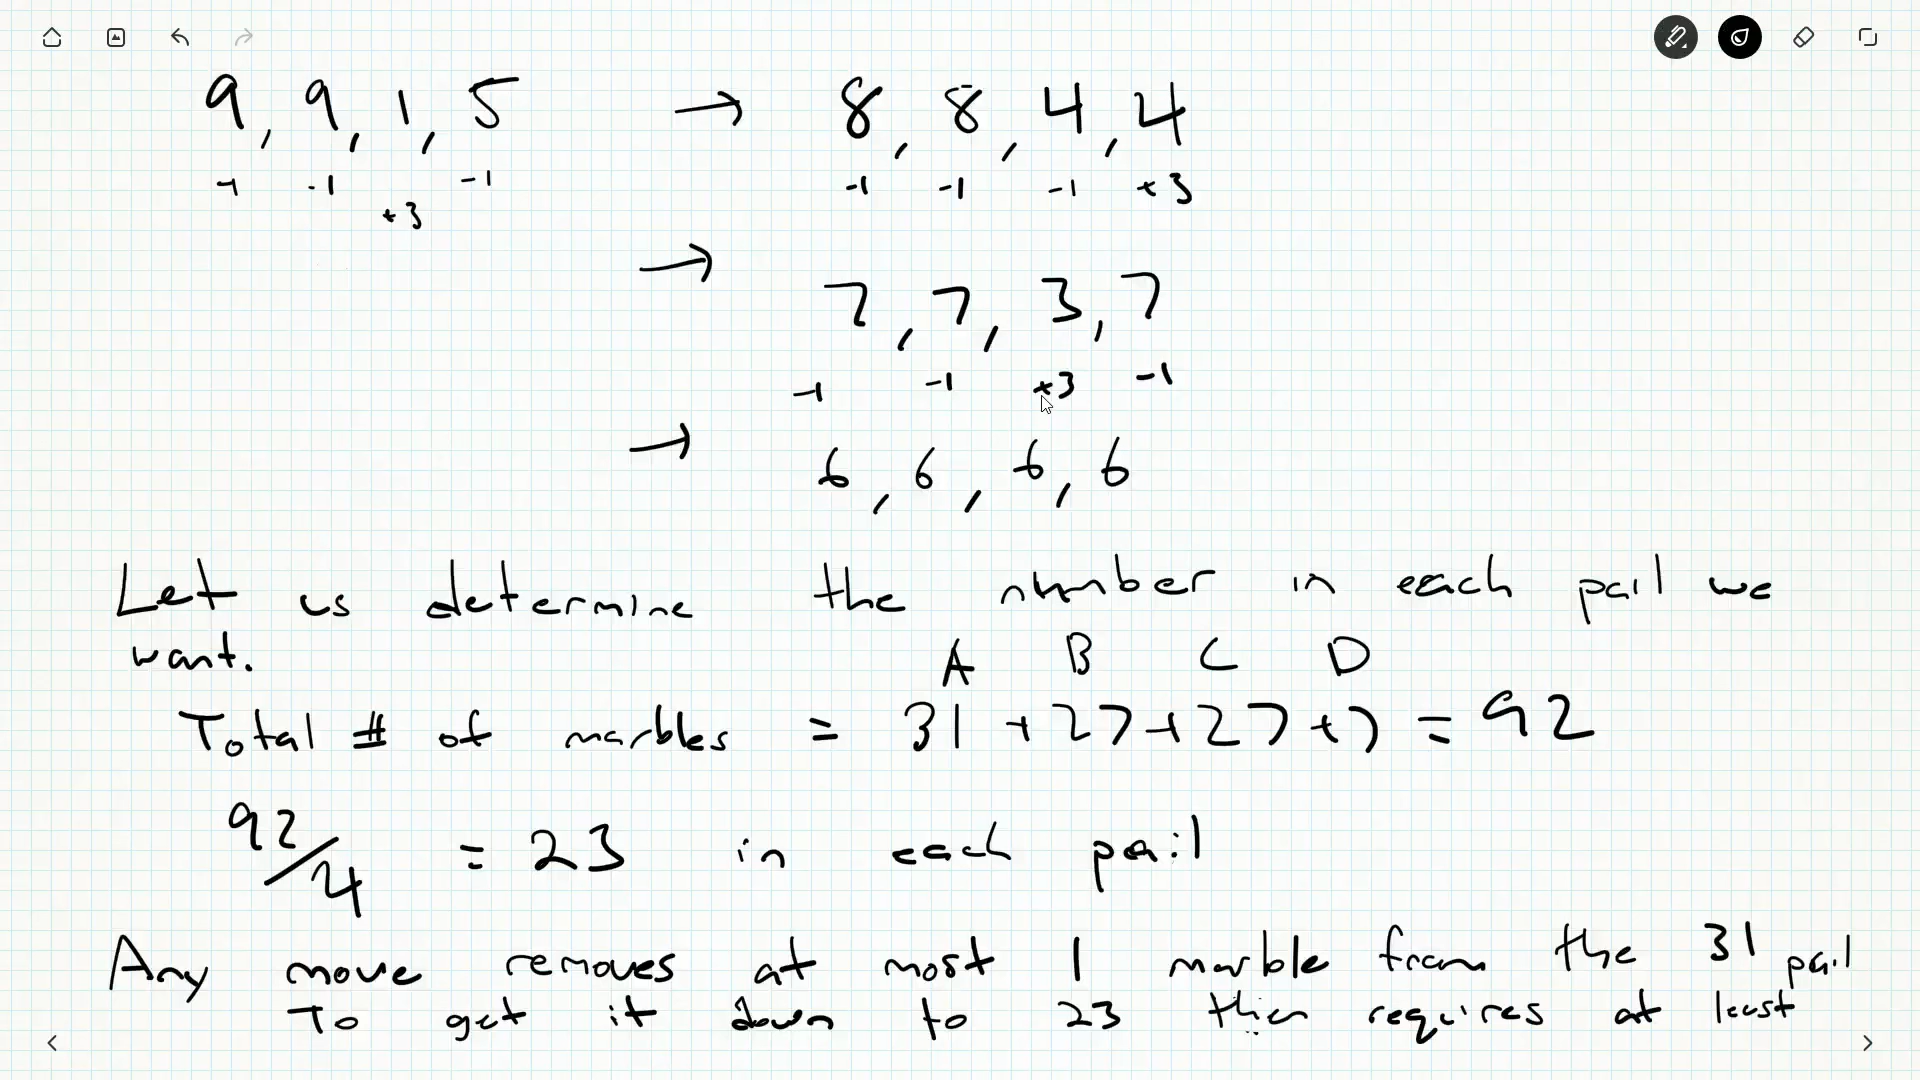 9, 9, 1, 5 → 8, 8, 4, 4
-1 -1 +3 -1 -1 -1 -1 +3
→ 7, 7, 3, 7
-1 -1 +3 -1
→ 6, 6, 6, 6
Let us determine the number in each pail we
want.
A B C D
Total # of marbles = 31 + 27 + 27 + 7 = 92
92/4 = 23 in each pail
Any move removes at most 1 marble from the 31 pail
To get it down to 23 then requires at least